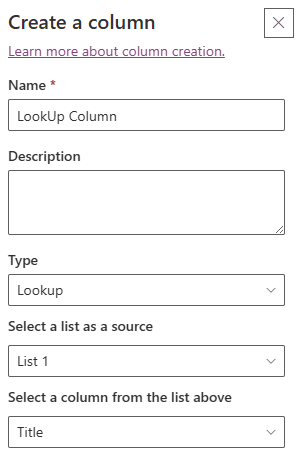 Create a column
Learn more about column creation.
Name *
LookUp Column
Description
Type
Lookup
Select a list as a source
List 1
Select a column from the list above
Title